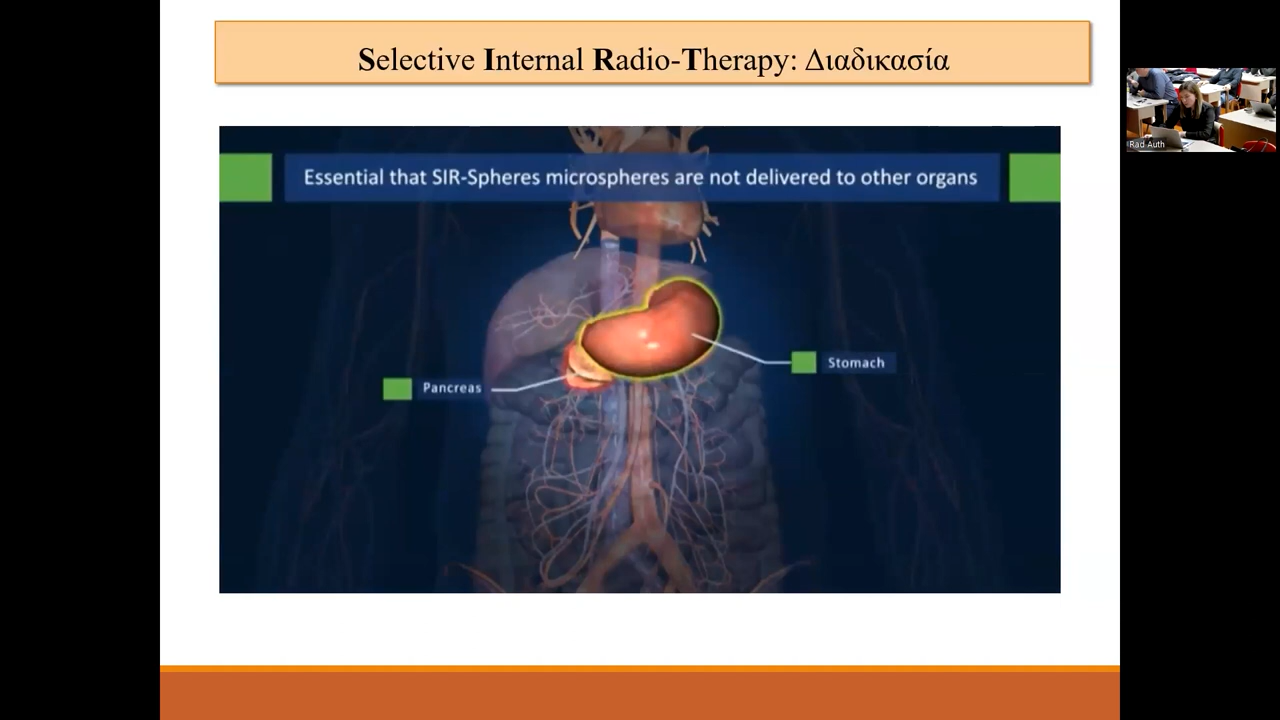 Selective Internal Radio-Therapy: Διαδικασία
Essential that SIR-Spheres microspheres are not delivered to other organs
Stomach
Pancreas
Rad Auth